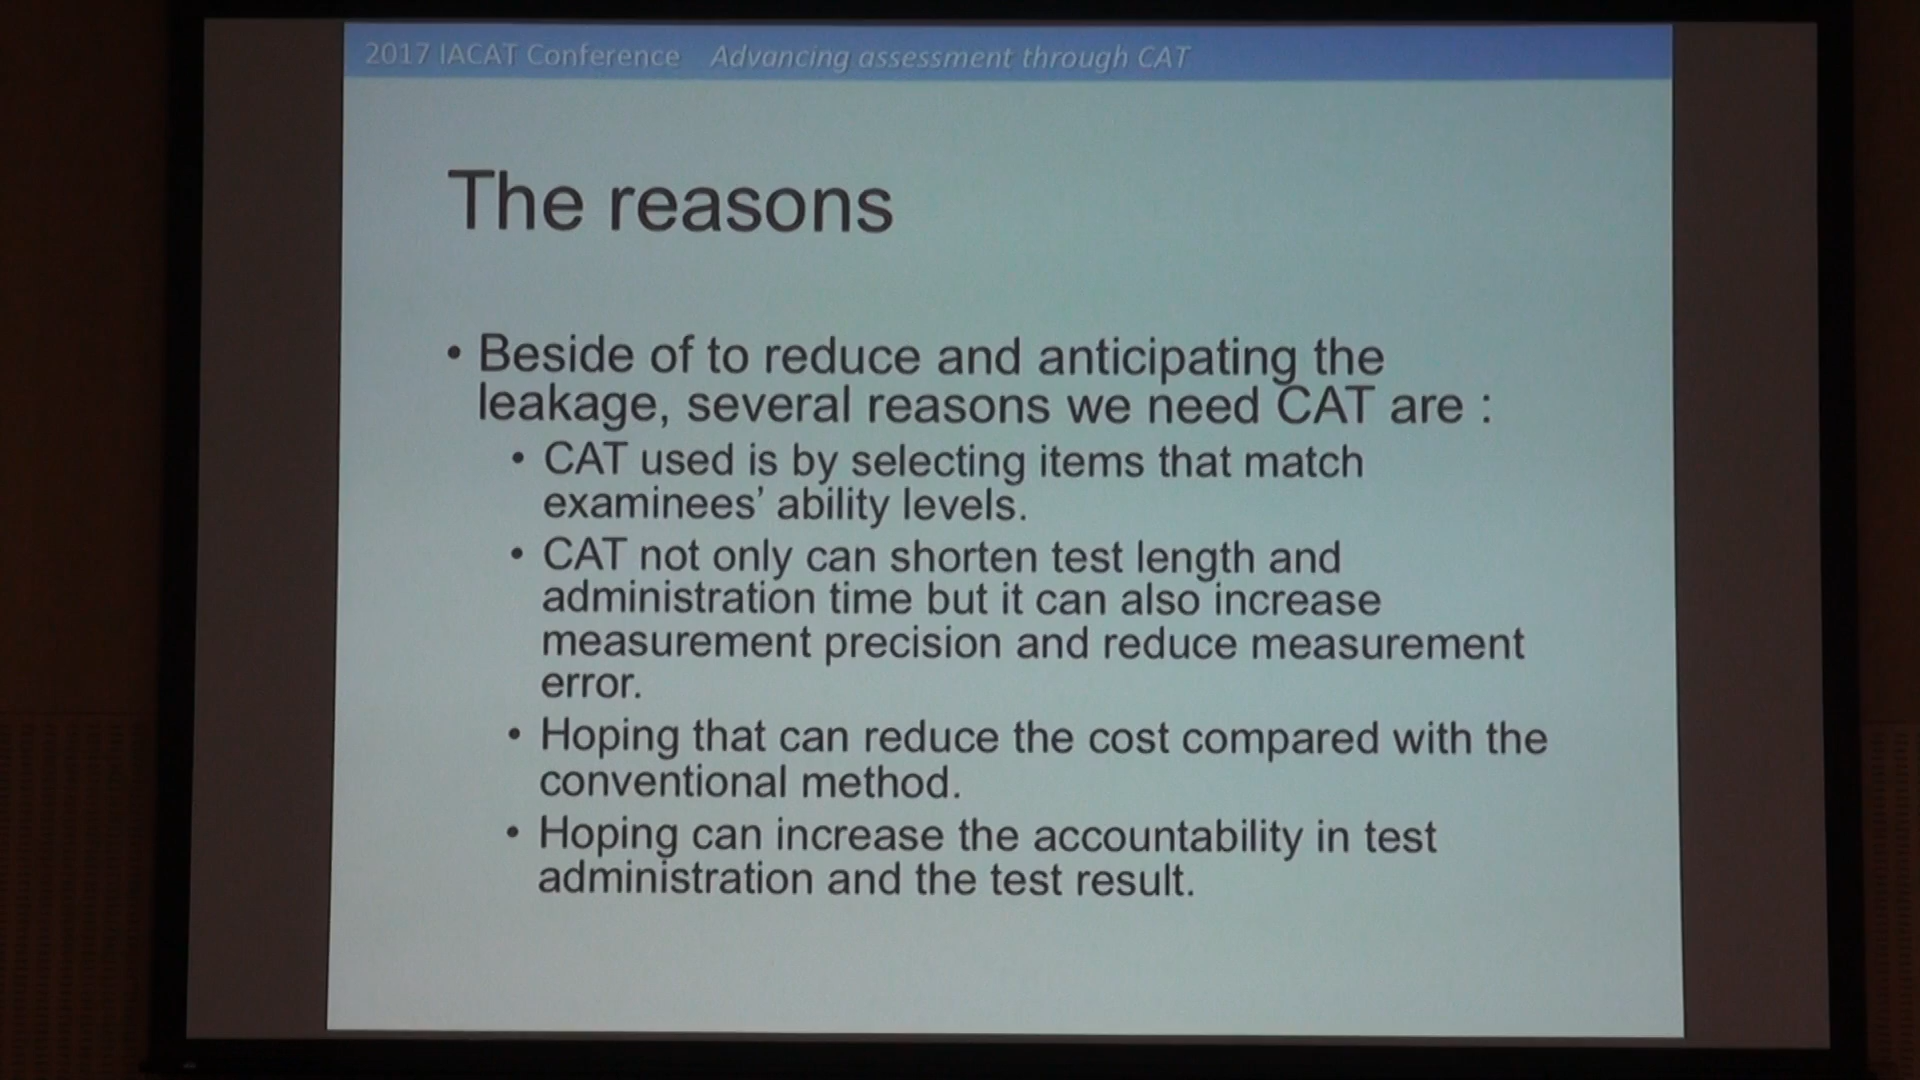 2017 IACAT Conference Advancing assessment through CAT
The reasons
• Beside of to reduce and anticipating the
leakage, several reasons we need CAT are :
• CAT used is by selecting items that match
examinees’ ability levels.
• CAT not only can shorten test length and
administration time but it can also increase
measurement precision and reduce measurement
error.
• Hoping that can reduce the cost compared with the
conventional method.
• Hoping can increase the accountability in test
administration and the test result.